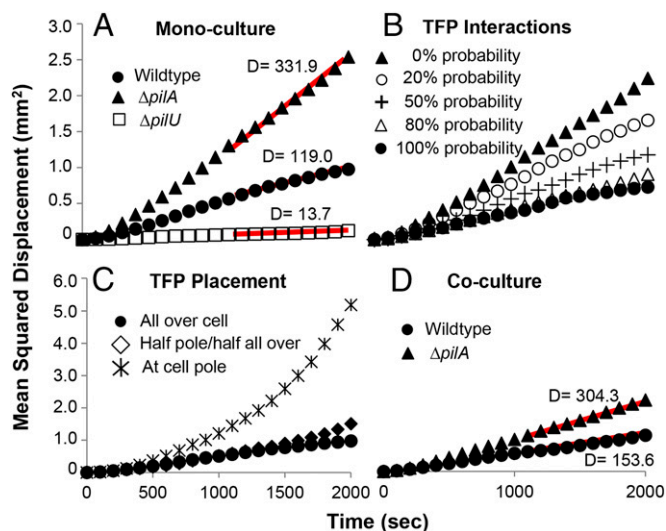 A Mono-culture
Wildtype
ΔpilA
ΔpilU
D= 331.9
D= 119.0
D= 13.7
3.0
2.5
2.0
1.5
1.0
0.5
0
B TFP Interactions
0% probability
20% probability
50% probability
80% probability
100% probability
Mean Squared Displacement (mm²)
C TFP Placement
All over cell
Half pole/half all over
At cell pole
6.0
5.0
4.0
3.0
2.0
1.0
0.0
0 500 1000 1500 2000
D Co-culture
Wildtype
ΔpilA
D= 304.3
D= 153.6
0 1000 2000
Time (sec)